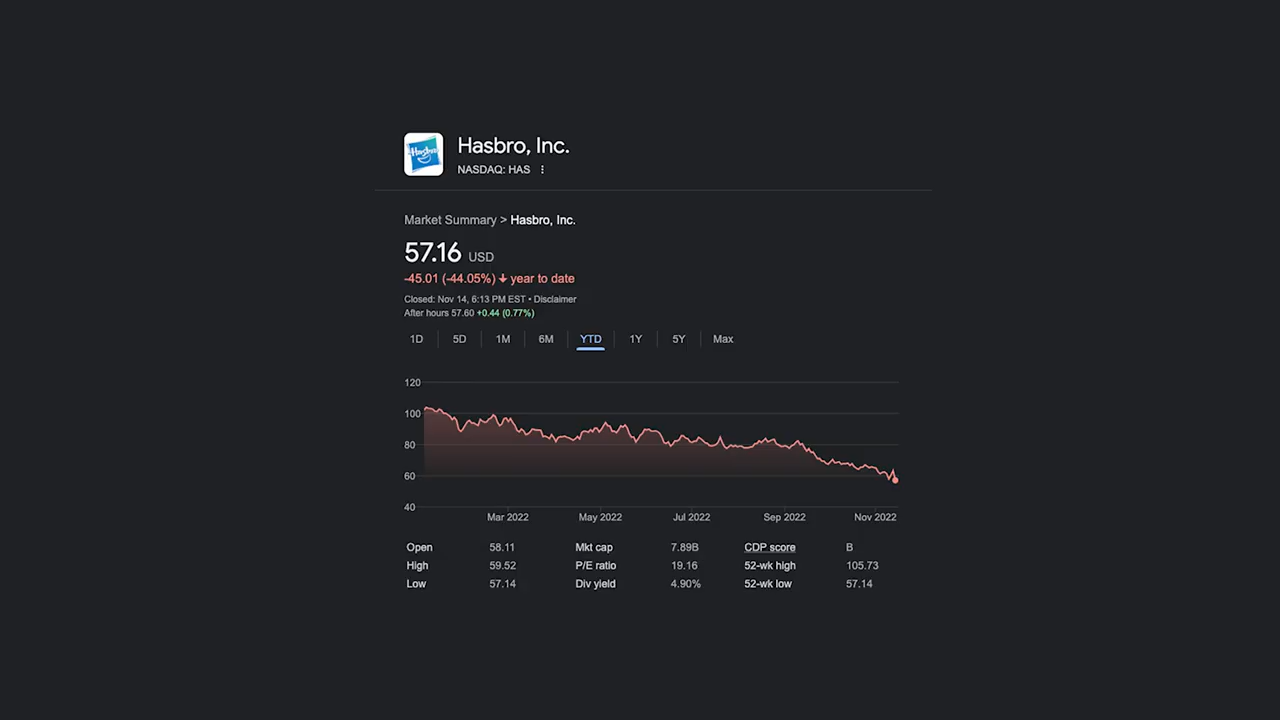 Hasbro
Hasbro, Inc.
NASDAQ: HAS
Market Summary > Hasbro, Inc.
57.16 USD
-45.01 (-44.05%) ↓ year to date
Closed: Nov 14, 6:13 PM EST • Disclaimer
After hours 57.60 +0.44 (0.77%)
1D 5D 1M 6M YTD 1Y 5Y Max
120
100
80
60
40
Mar 2022 May 2022 Jul 2022 Sep 2022 Nov 2022
Open 58.11 Mkt cap 7.89B CDP score B
High 59.52 P/E ratio 19.16 52-wk high 105.73
Low 57.14 Div yield 4.90% 52-wk low 57.14